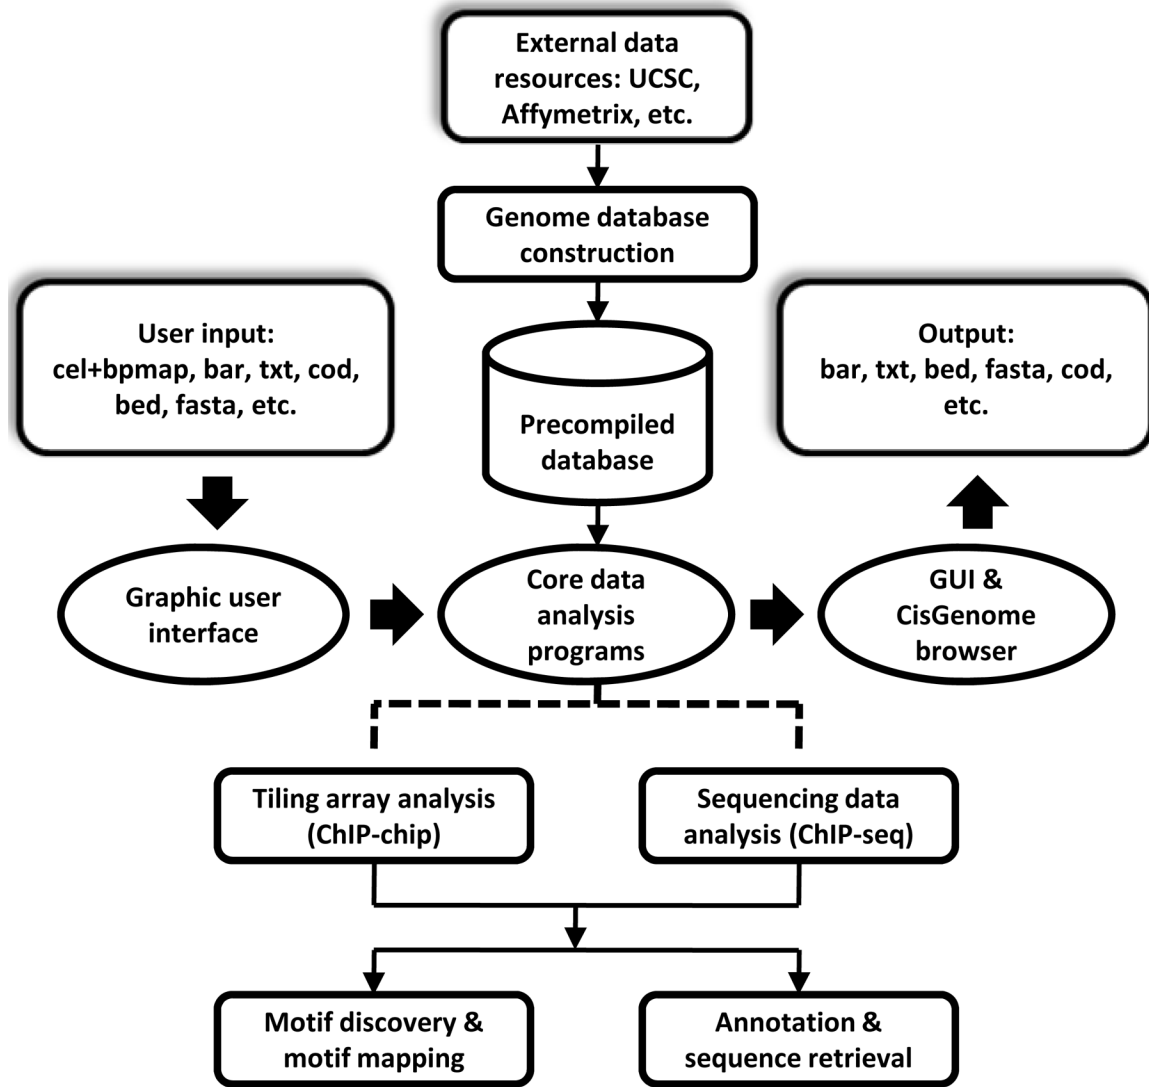 External data
resources: UCSC,
Affymetrix, etc.
Genome database
construction
User input:
cel+bpmap, bar, txt, cod,
bed, fasta, etc.
Precompiled
database
Output:
bar, txt, bed, fasta, cod,
etc.
Graphic user
interface
Core data
analysis
programs
GUI &
CisGenome
browser
Tiling array analysis
(ChIP-chip)
Sequencing data
analysis (ChIP-seq)
Motif discovery &
motif mapping
Annotation &
sequence retrieval